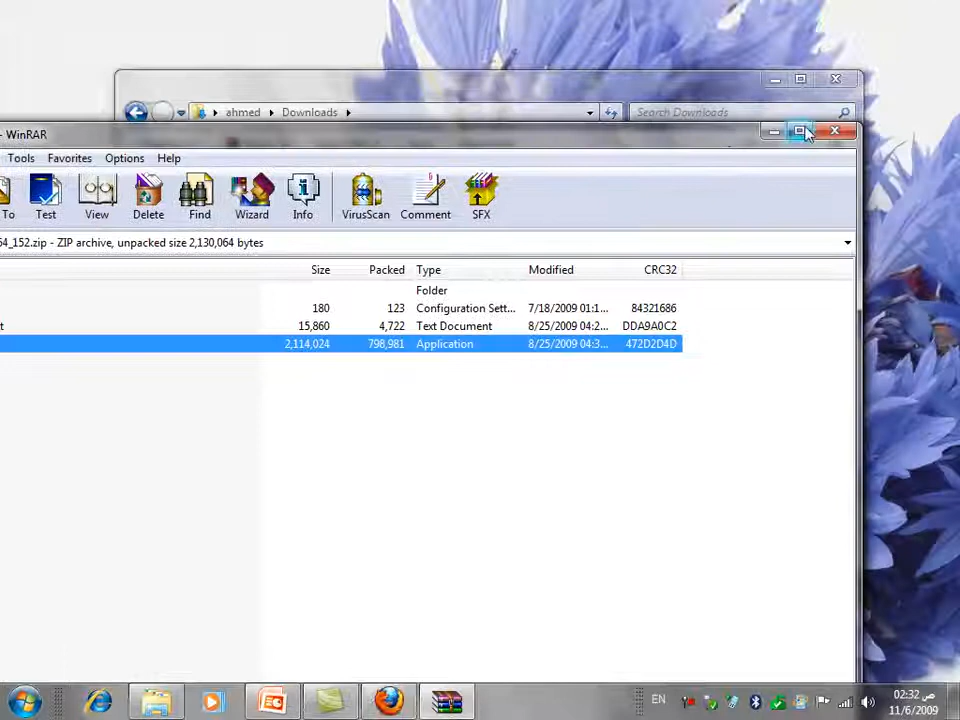 ahmed Downloads Search Downloads
- WinRAR
Tools Favorites Options Help
To Test View Delete Find Wizard Info VirusScan Comment SFX
64_152.zip - ZIP archive, unpacked size 2,130,064 bytes
Size Packed Type Modified CRC32
Folder
180 123 Configuration Sett... 7/18/2009 01:1... 84321686
t 15,860 4,722 Text Document 8/25/2009 04:2... DDA9A0C2
2,114,024 798,981 Application 8/25/2009 04:3... 472D2D4D
EN 02:32 ص
11/6/2009